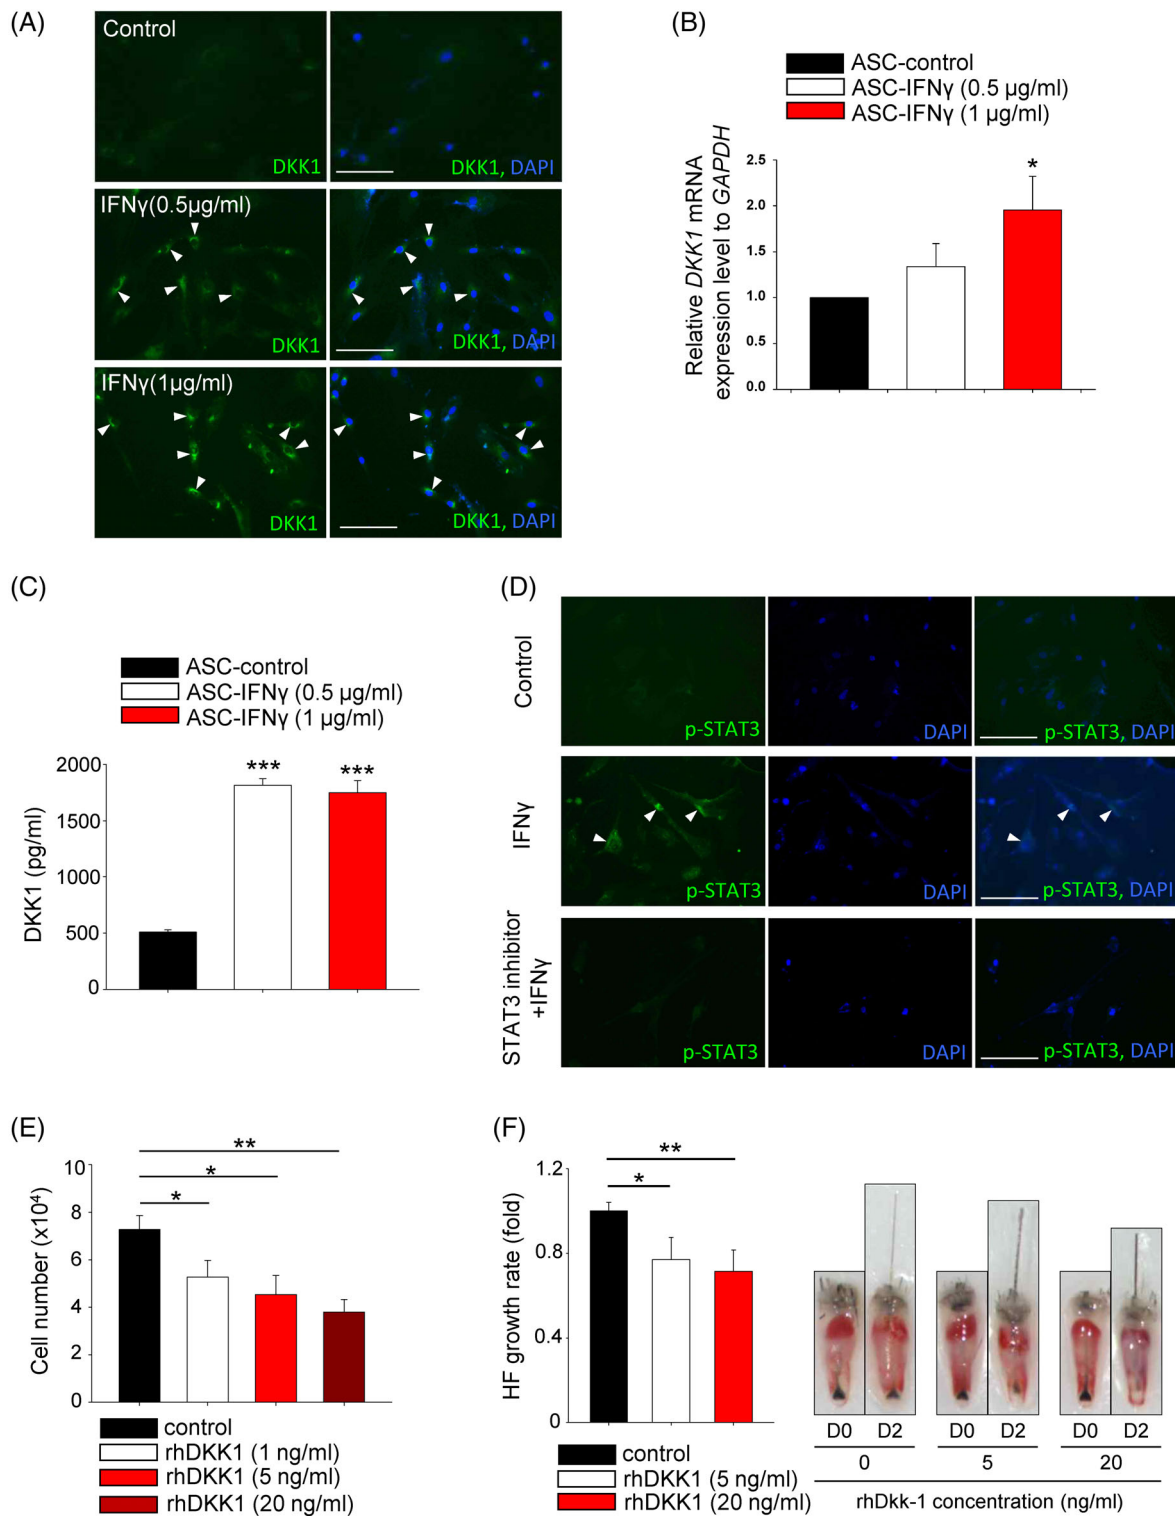 (A)
Control
DKK1
DKK1, DAPI
IFNγ(0.5µg/ml)
DKK1
DKK1, DAPI
IFNγ(1µg/ml)
DKK1
DKK1, DAPI
(B)
ASC-control
ASC-IFNγ (0.5 µg/ml)
ASC-IFNγ (1 µg/ml)
Relative DKK1 mRNA
expression level to GAPDH
2.5
2.0
1.5
1.0
0.5
0.0
*
(C)
ASC-control
ASC-IFNγ (0.5 µg/ml)
ASC-IFNγ (1 µg/ml)
DKK1 (pg/ml)
2000
1500
1000
500
0
***
***
(D)
Control
p-STAT3
DAPI
p-STAT3, DAPI
IFNγ
p-STAT3
DAPI
p-STAT3, DAPI
STAT3 inhibitor
+IFNγ
p-STAT3
DAPI
p-STAT3, DAPI
(E)
Cell number (x10⁴)
10
8
6
4
2
0
**
*
*
control
rhDKK1 (1 ng/ml)
rhDKK1 (5 ng/ml)
rhDKK1 (20 ng/ml)
(F)
HF growth rate (fold)
1.2
0.8
0.4
0
**
*
control
rhDKK1 (5 ng/ml)
rhDKK1 (20 ng/ml)
D0 D2 D0 D2 D0 D2
0 5 20
rhDkk-1 concentration (ng/ml)